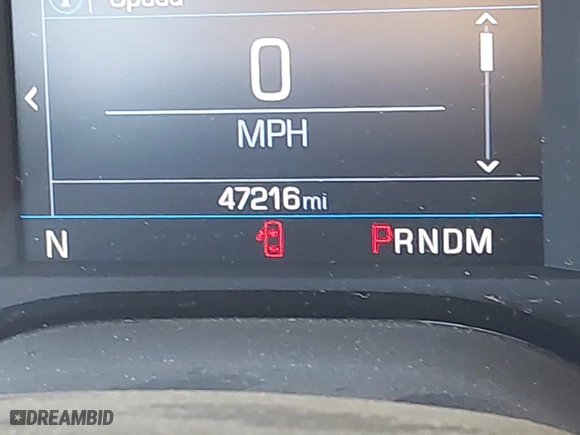 Speed
0
MPH
47216mi
N PRNDM
DREAMBID